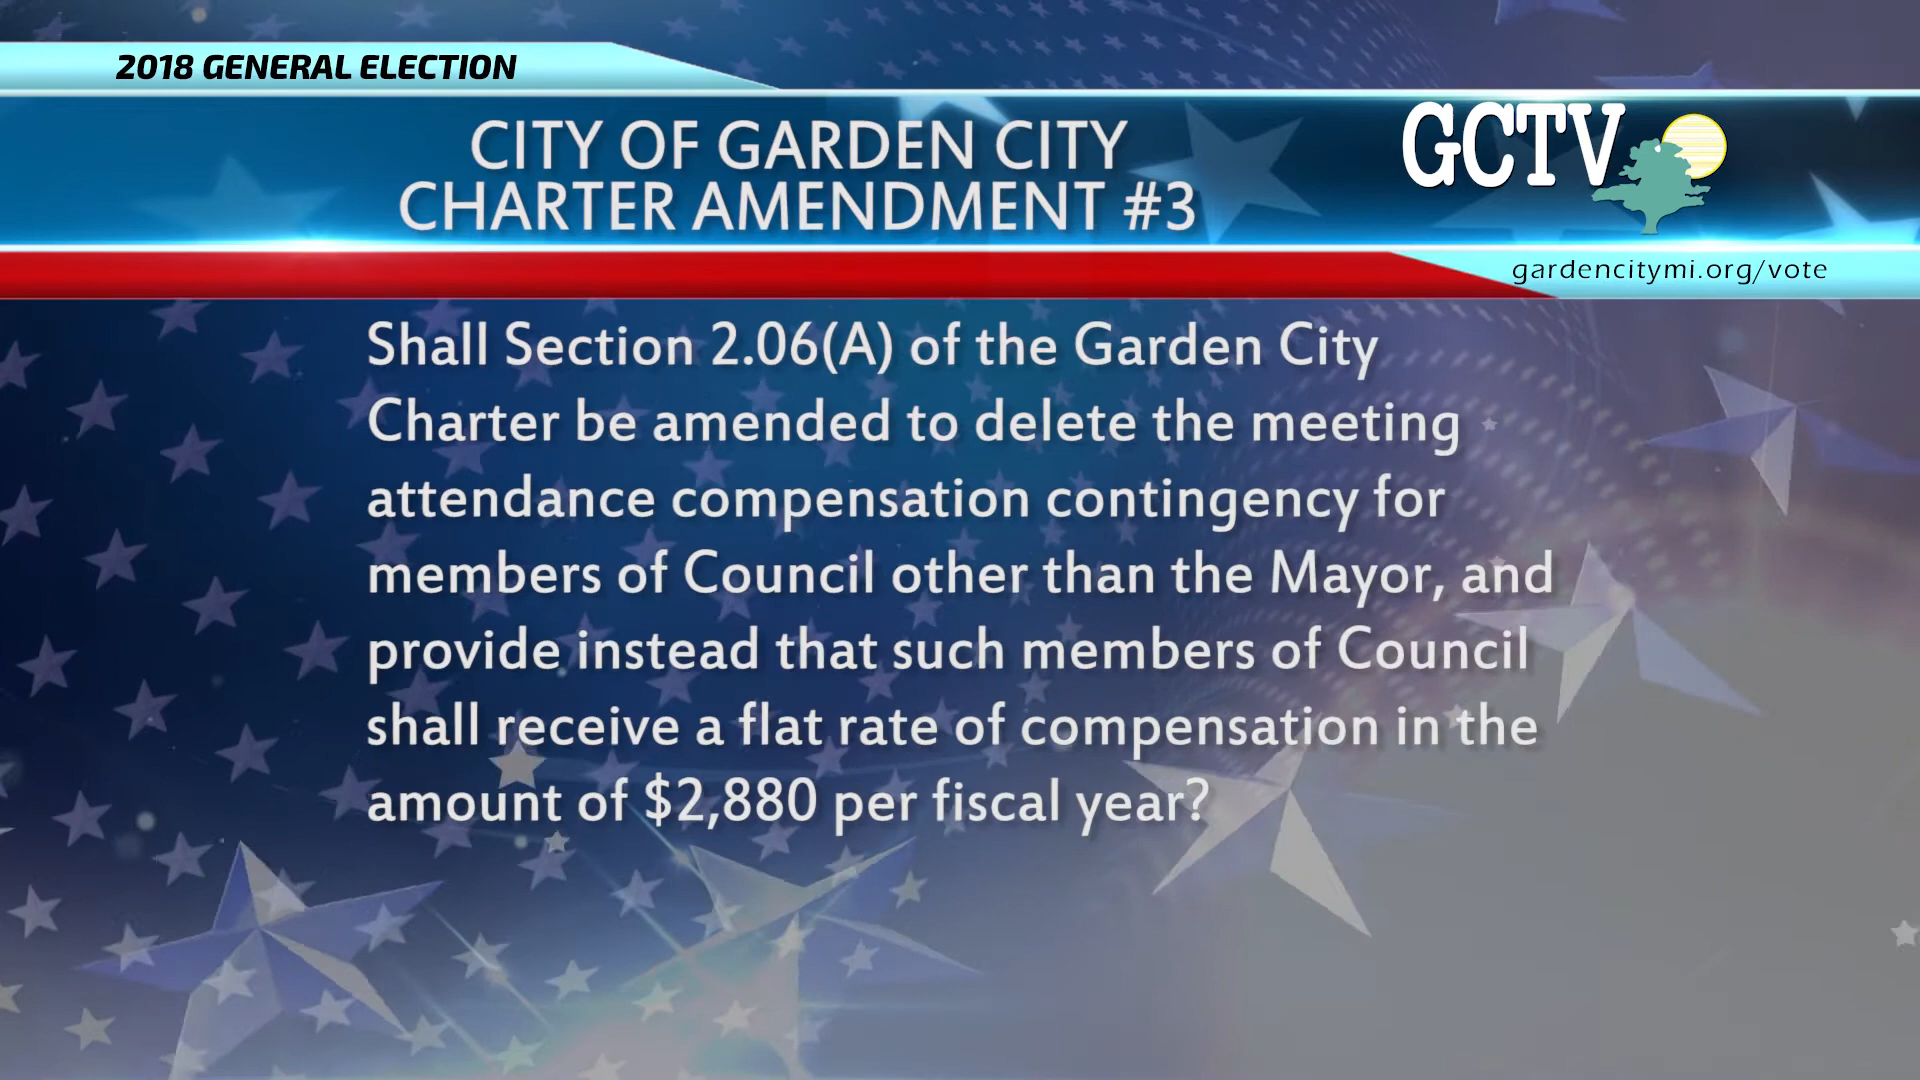 2018 GENERAL ELECTION
CITY OF GARDEN CITY
CHARTER AMENDMENT #3
GCTV
gardencitymi.org/vote
Shall Section 2.06(A) of the Garden City
Charter be amended to delete the meeting
attendance compensation contingency for
members of Council other than the Mayor, and
provide instead that such members of Council
shall receive a flat rate of compensation in the
amount of $2,880 per fiscal year?